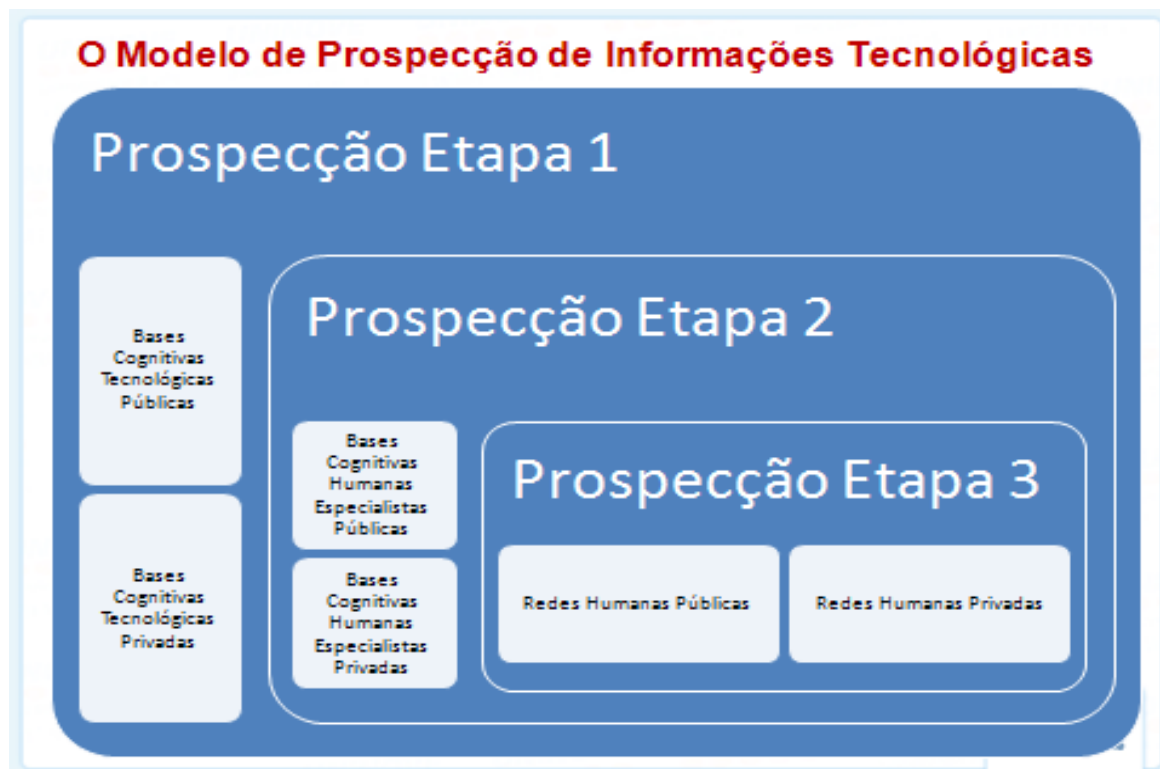 O Modelo de Prospecção de Informações Tecnológicas
Prospecção Etapa 1
Bases
Cognitivas
Tecnológicas
Públicas
Bases
Cognitivas
Tecnológicas
Privadas
Prospecção Etapa 2
Bases
Cognitivas
Humanas
Especialistas
Públicas
Bases
Cognitivas
Humanas
Especialistas
Privadas
Prospecção Etapa 3
Redes Humanas Públicas
Redes Humanas Privadas